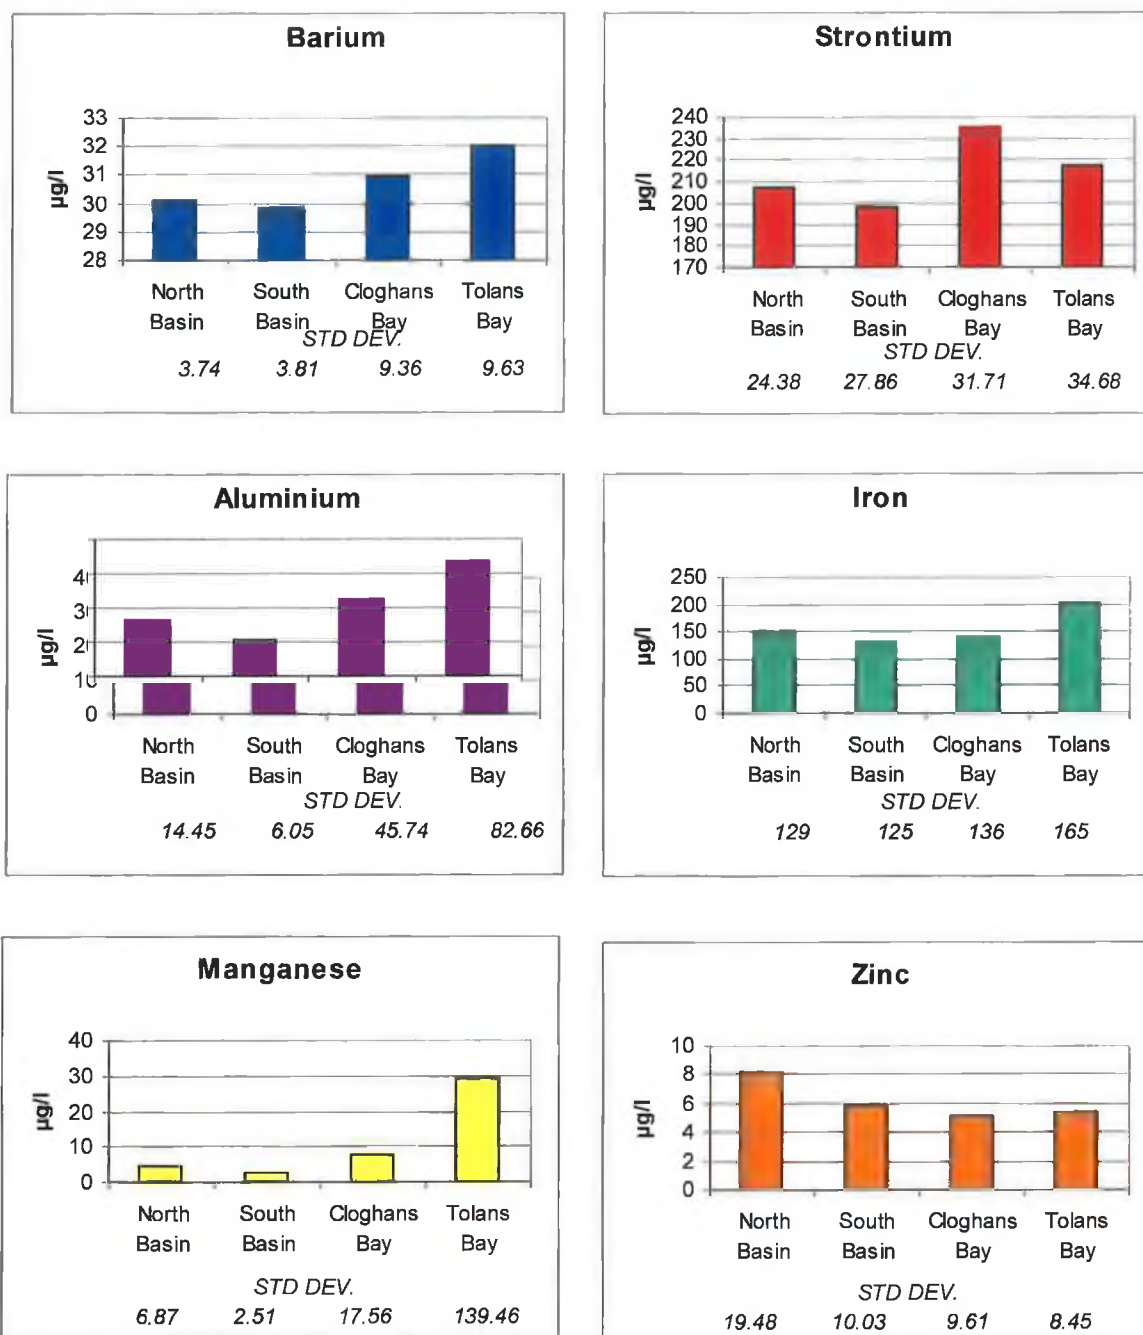 Barium
µg/l
33
32
31
30
29
28
North South Cloghans Tolans
Basin Basin Bay Bay
STD DEV.
3.74 3.81 9.36 9.63
Strontium
µg/l
240
230
220
210
200
190
180
170
North South Cloghans Tolans
Basin Basin Bay Bay
STD DEV.
24.38 27.86 31.71 34.68
Aluminium
µg/l
10
0
North South Cloghans Tolans
Basin Basin Bay Bay
STD DEV.
14.45 6.05 45.74 82.66
Iron
µg/l
250
200
150
100
50
0
North South Cloghans Tolans
Basin Basin Bay Bay
STD DEV.
129 125 136 165
Manganese
µg/l
40
30
20
10
0
North South Cloghans Tolans
Basin Basin Bay Bay
STD DEV.
6.87 2.51 17.56 139.46
Zinc
µg/l
10
8
6
4
2
0
North South Cloghans Tolans
Basin Basin Bay Bay
STD DEV.
19.48 10.03 9.61 8.45